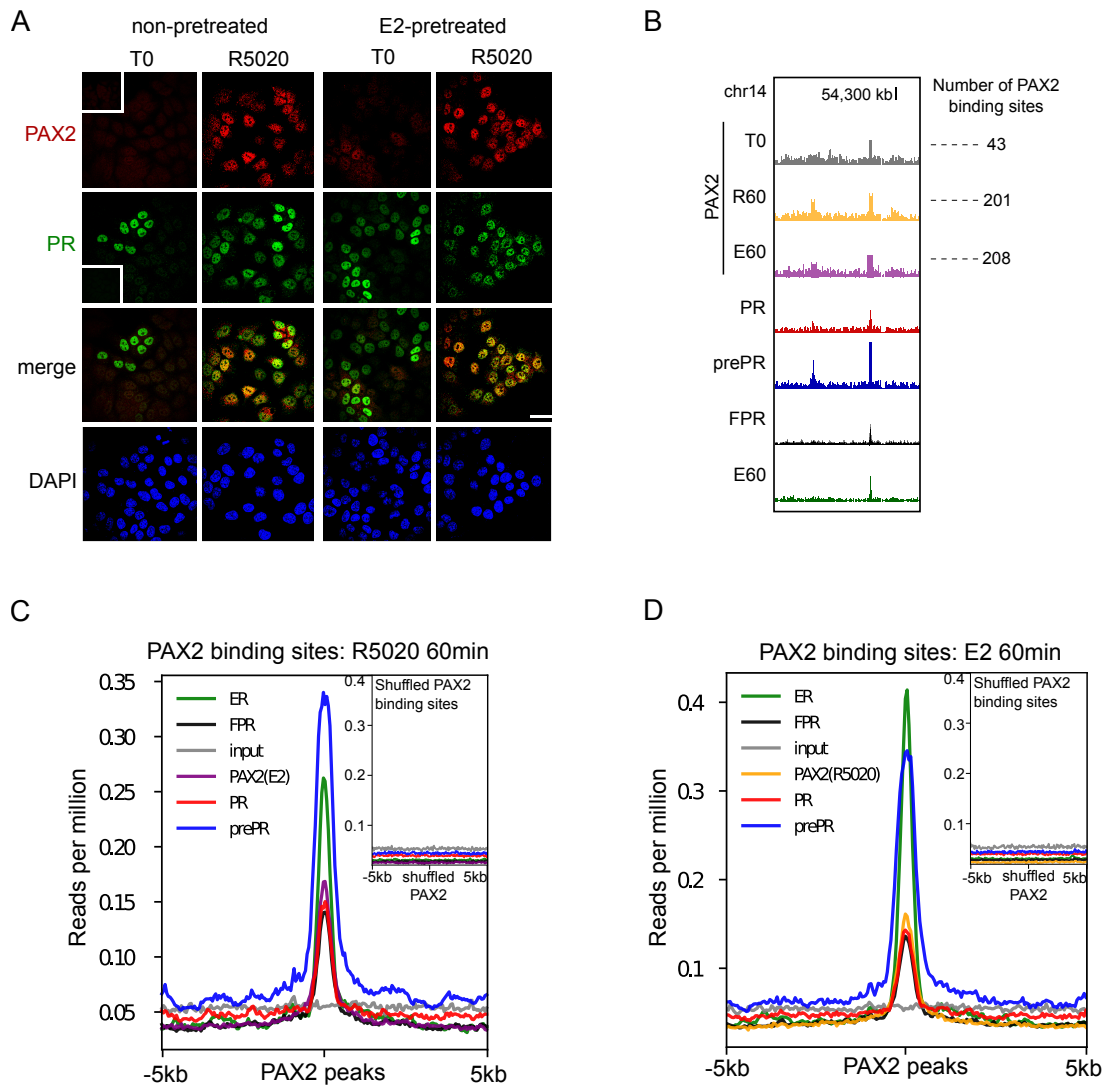 A
non-pretreated
E2-pretreated
T0
R5020
T0
R5020
PAX2
PR
merge
DAPI
B
chr14
54,300 kb
Number of PAX2
binding sites
PAX2
T0
43
R60
201
E60
208
PR
prePR
FPR
E60
C
PAX2 binding sites: R5020 60min
Reads per million
0.35
0.30
0.25
0.20
0.15
0.10
0.05
ER
FPR
input
PAX2(E2)
PR
prePR
Shuffled PAX2
binding sites
0.4
0.3
0.2
0.1
-5kb
shuffled
PAX2
5kb
-5kb
PAX2 peaks
5kb
D
PAX2 binding sites: E2 60min
Reads per million
0.4
0.3
0.2
0.1
ER
FPR
input
PAX2(R5020)
PR
prePR
Shuffled PAX2
binding sites
0.4
0.3
0.2
0.1
-5kb
shuffled
PAX2
5kb
-5kb
PAX2 peaks
5kb